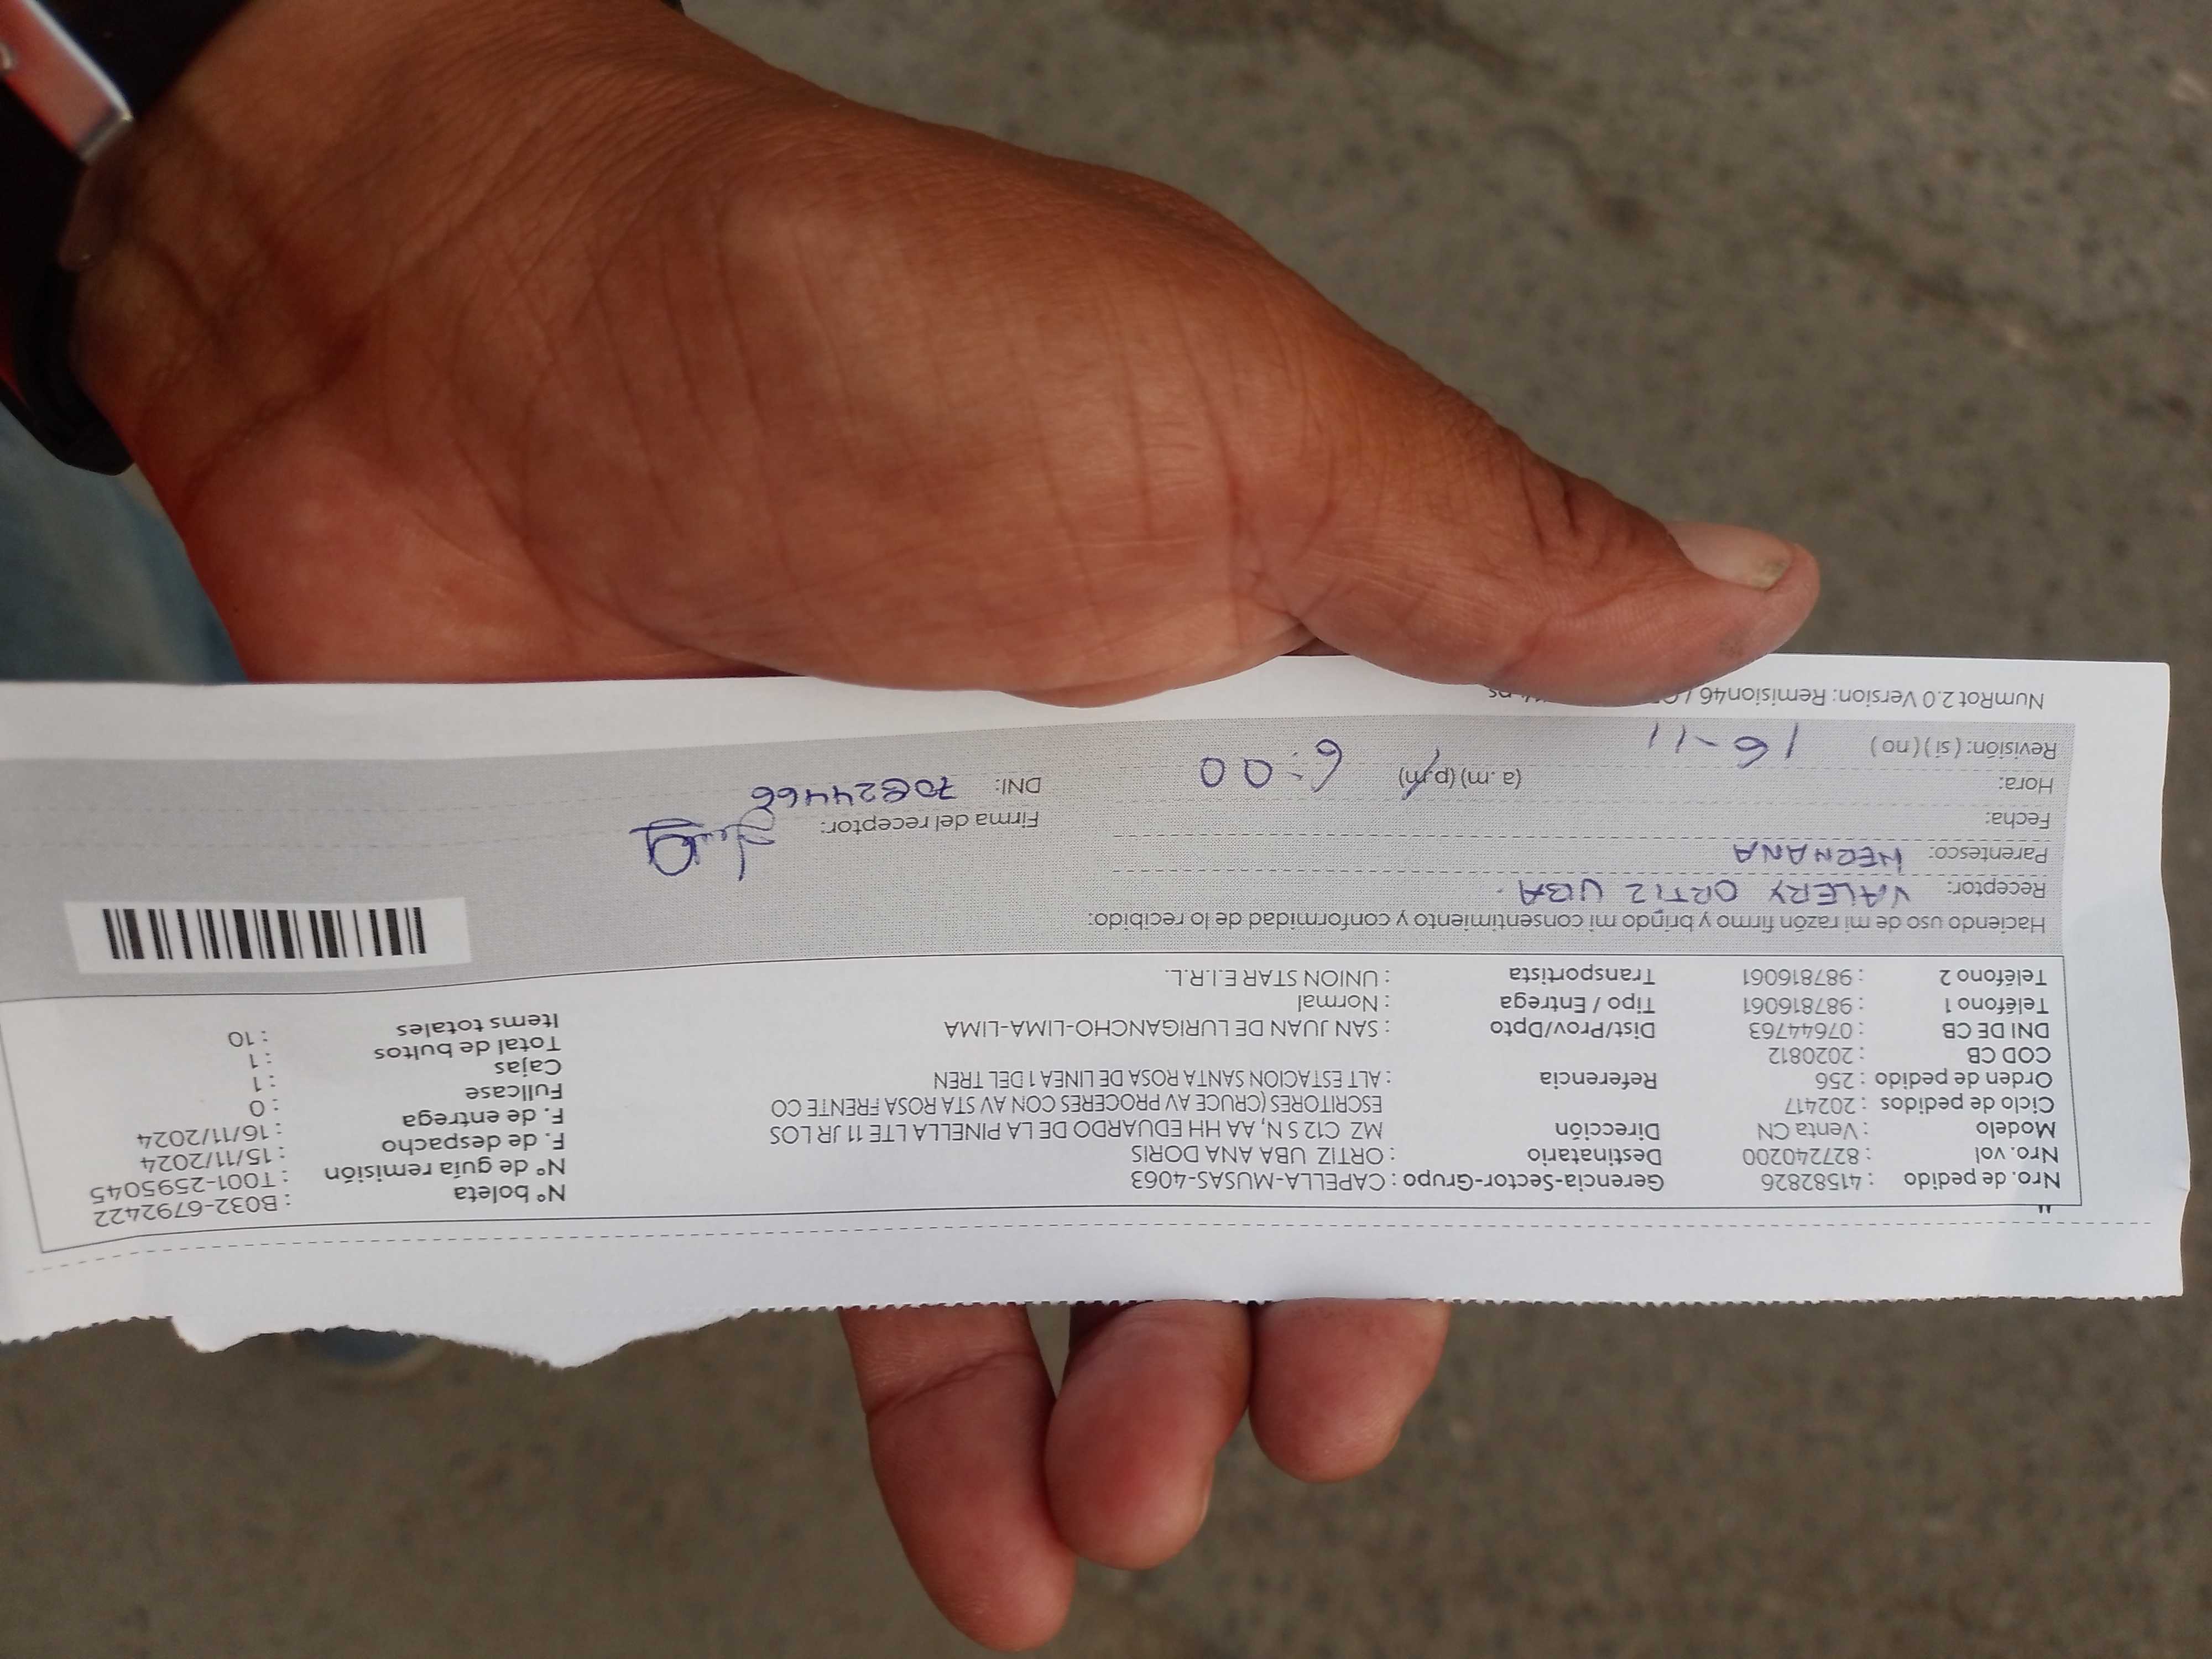 Nro. de pedido : 41582826 Gerencia-Sector-Grupo : CAPELLA-MUSAS-4063 N° boleta : B032-6792422
Nro. vol : 827240200 Destinatario : ORTIZ UBA ANA DORIS N° de guía remisión : T001-2595045
Modelo : Venta CN Dirección MZ C12 S N, AA HH EDUARDO DE LA PINELLA LTE 11 JR LOS F. de despacho : 15/11/2024
Ciclo de pedidos : 202417 ESCRITORES (CRUCE AV PROCERES CON AV STA ROSA FRENTE CO F. de entrega : 16/11/2024
Orden de pedido : 256 Referencia : ALT ESTACION SANTA ROSA DE LINEA 1 DEL TREN Fullcase : 0
COD CB : 2020812 Cajas : 1
DNI DE CB : 07644763 Dist/Prov/Dpto : SAN JUAN DE LURIGANCHO-LIMA-LIMA Total de bultos : 1
Teléfono 1 : 987816061 Tipo / Entrega : Normal Items totales : 10
Teléfono 2 : 987816061 Transportista : UNION STAR E.I.R.L.
Haciendo uso de mi razón firmo y brindo mi consentimiento y conformidad de lo recibido:
Receptor: VALERY ORTIZ UBA.
Parentesco: HERMANA
Fecha: Firma del receptor:
Hora: (a.m) (p.m) 6:00 DNI:
Revisión: ( si ) ( no ) 16-11
NumRot 2.0 Version: Remision46 /